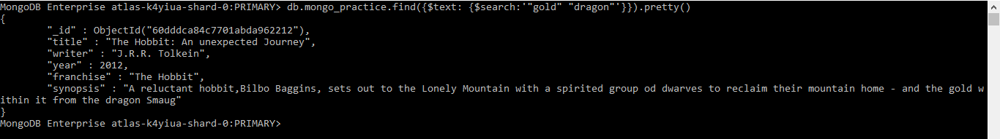 MongoDB Enterprise atlas-k4yiua-shard-0:PRIMARY> db.mongo_practice.find({$text: {$search:'"gold" "dragon"'}}).pretty()
{
        "_id" : ObjectId("60dddca84c7701abda962212"),
        "title" : "The Hobbit: An unexpected Journey",
        "writer" : "J.R.R. Tolkein",
        "year" : 2012,
        "franchise" : "The Hobbit",
        "synopsis" : "A reluctant hobbit,Bilbo Baggins, sets out to the Lonely Mountain with a spirited group od dwarves to reclaim their mountain home - and the gold w
ithin it from the dragon Smaug"
}
MongoDB Enterprise atlas-k4yiua-shard-0:PRIMARY>